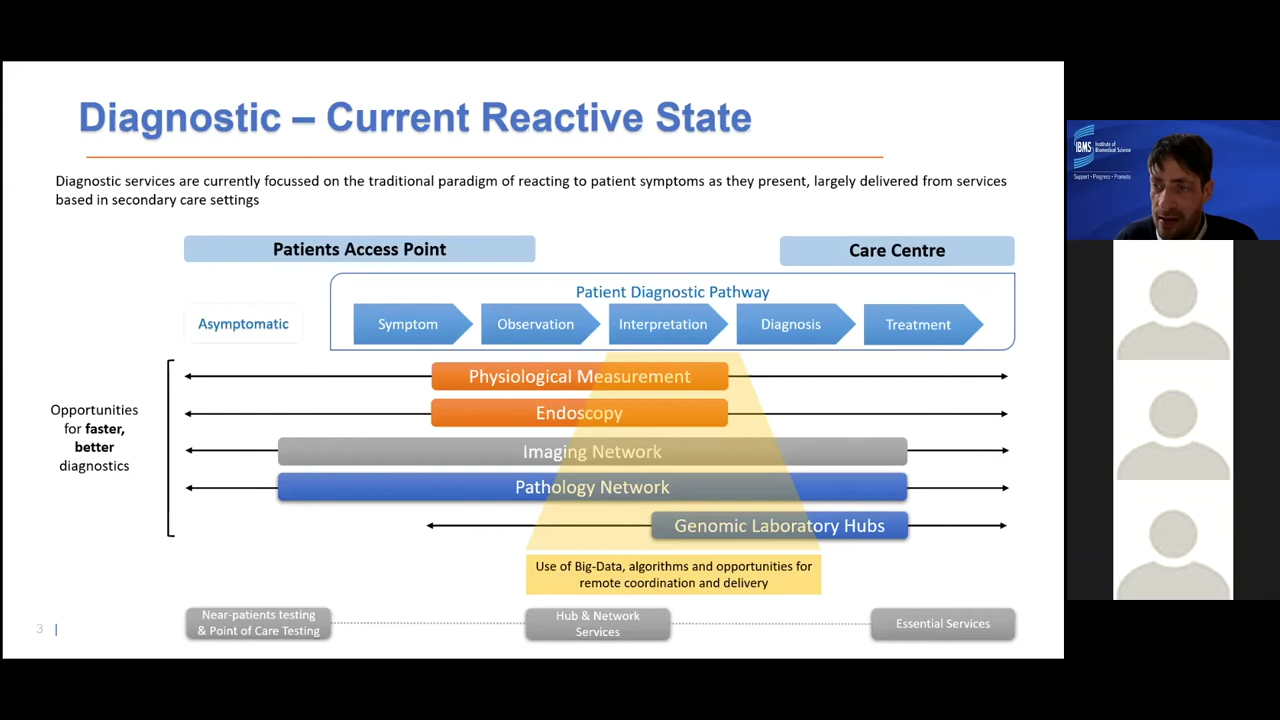 Diagnostic – Current Reactive State
Diagnostic services are currently focussed on the traditional paradigm of reacting to patient symptoms as they present, largely delivered from services
based in secondary care settings
Patients Access Point
Care Centre
Patient Diagnostic Pathway
Asymptomatic
Symptom
Observation
Interpretation
Diagnosis
Treatment
Opportunities
for faster,
better
diagnostics
Physiological Measurement
Endoscopy
Imaging Network
Pathology Network
Genomic Laboratory Hubs
Use of Big-Data, algorithms and opportunities for
remote coordination and delivery
Near-patients testing
& Point of Care Testing
Hub & Network
Services
Essential Services
3 |
IBMS
Institute of
Biomedical Science
Support • Progress • Promote